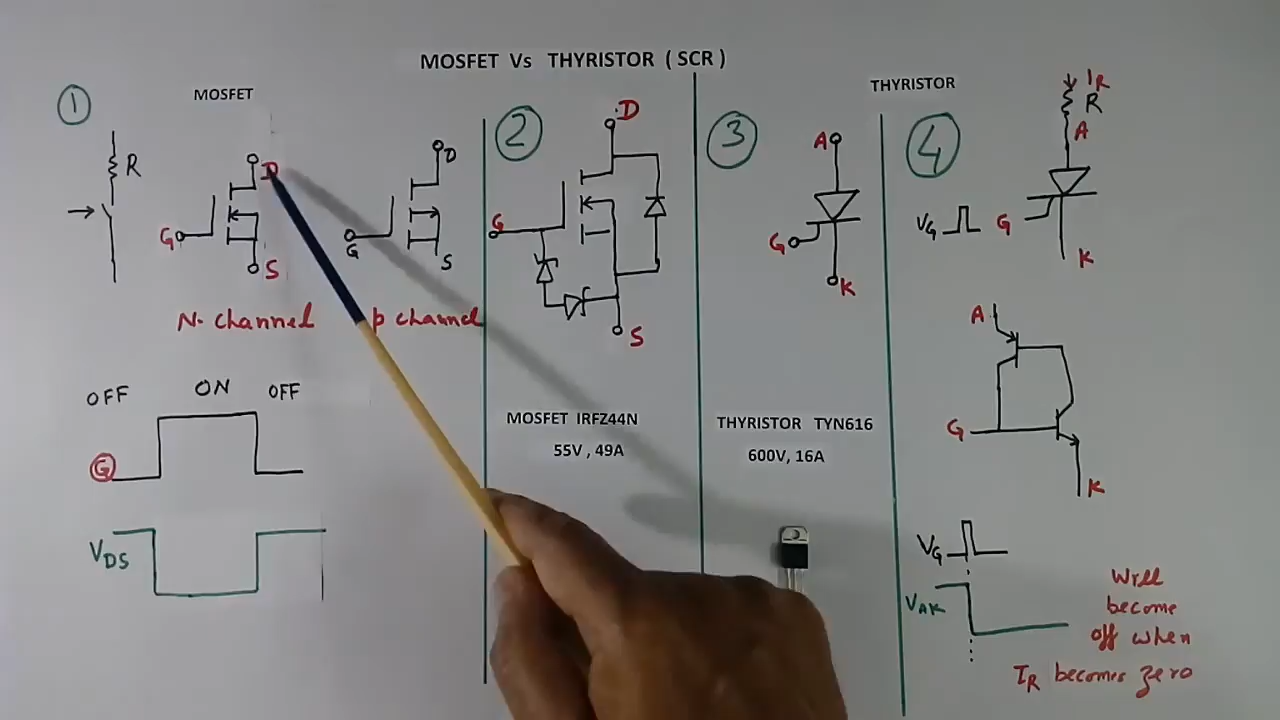 MOSFET Vs THYRISTOR ( SCR )
1
MOSFET
R
D
G
S
N- channel
D
G
S
p channel
OFF ON OFF
G
VDS
2
D
G
S
MOSFET IRFZ44N
55V , 49A
3
A
G
K
THYRISTOR TYN616
600V, 16A
THYRISTOR
4
IR
R
A
VG
G
K
A
G
K
VG
VAK
Will
become
off when
IR becomes zero